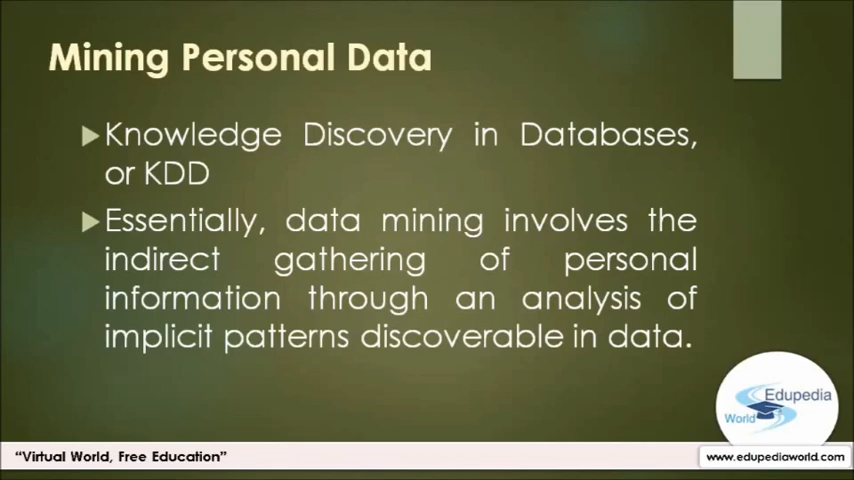 Mining Personal Data
Knowledge Discovery in Databases,
or KDD
Essentially, data mining involves the
indirect gathering of personal
information through an analysis of
implicit patterns discoverable in data.
Edupedia
World
“Virtual World, Free Education”
www.edupediaworld.com